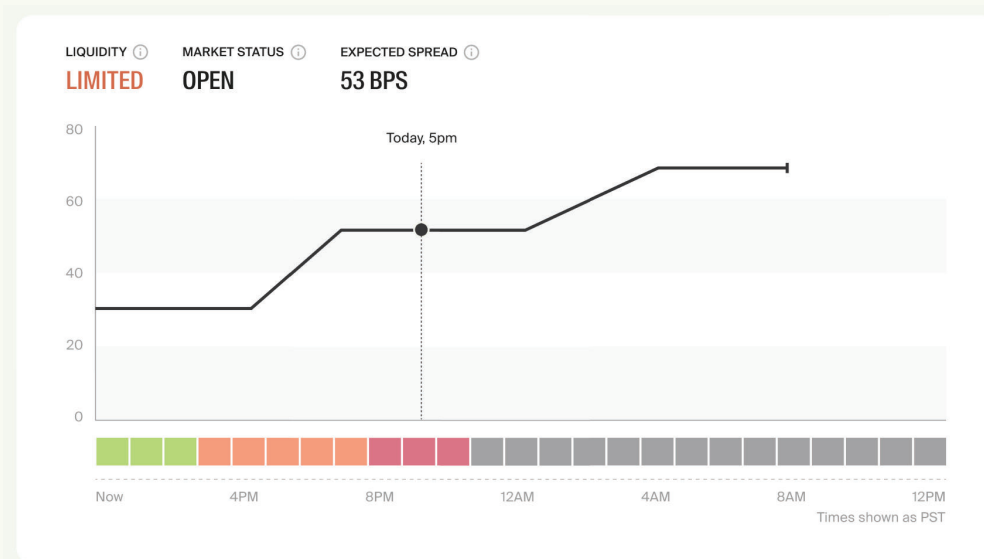 LIQUIDITY MARKET STATUS EXPECTED SPREAD
LIMITED OPEN 53 BPS
80
Today, 5pm
60
40
20
0
Now 4PM 8PM 12AM 4AM 8AM 12PM
Times shown as PST